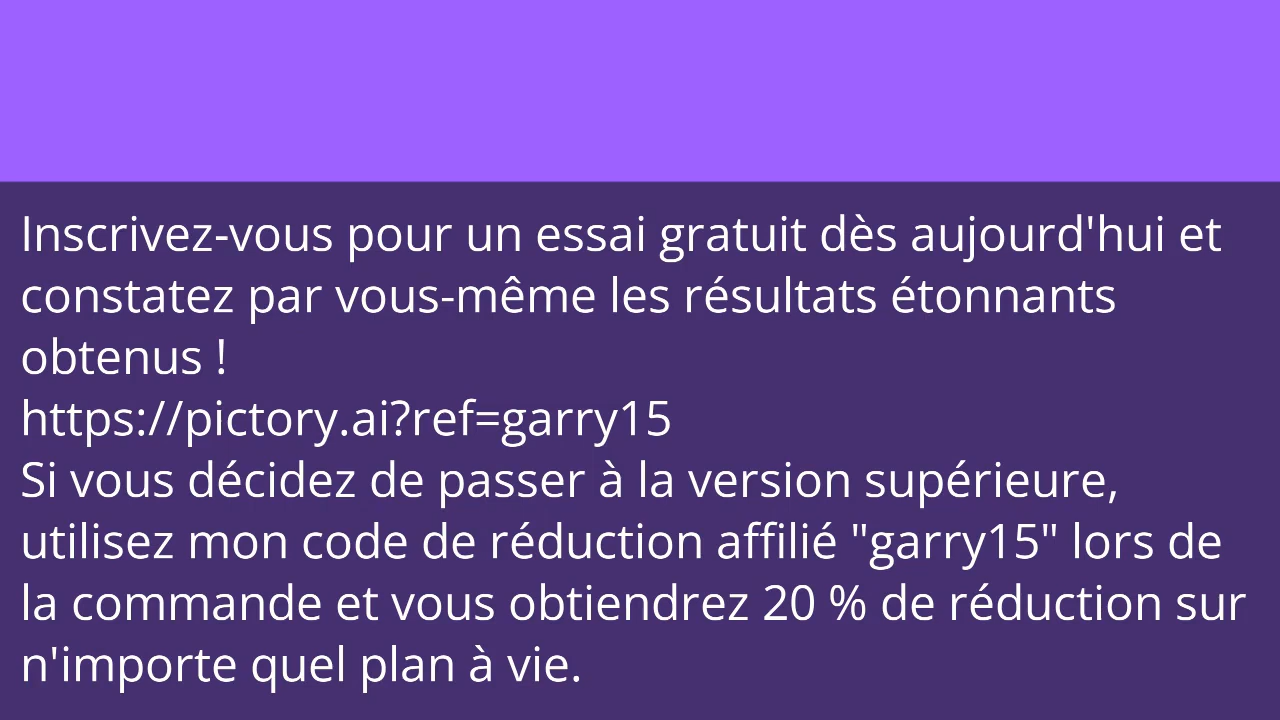 Inscrivez-vous pour un essai gratuit dès aujourd'hui et
constatez par vous-même les résultats étonnants
obtenus !
https://pictory.ai?ref=garry15
Si vous décidez de passer à la version supérieure,
utilisez mon code de réduction affilié "garry15" lors de
la commande et vous obtiendrez 20 % de réduction sur
n'importe quel plan à vie.